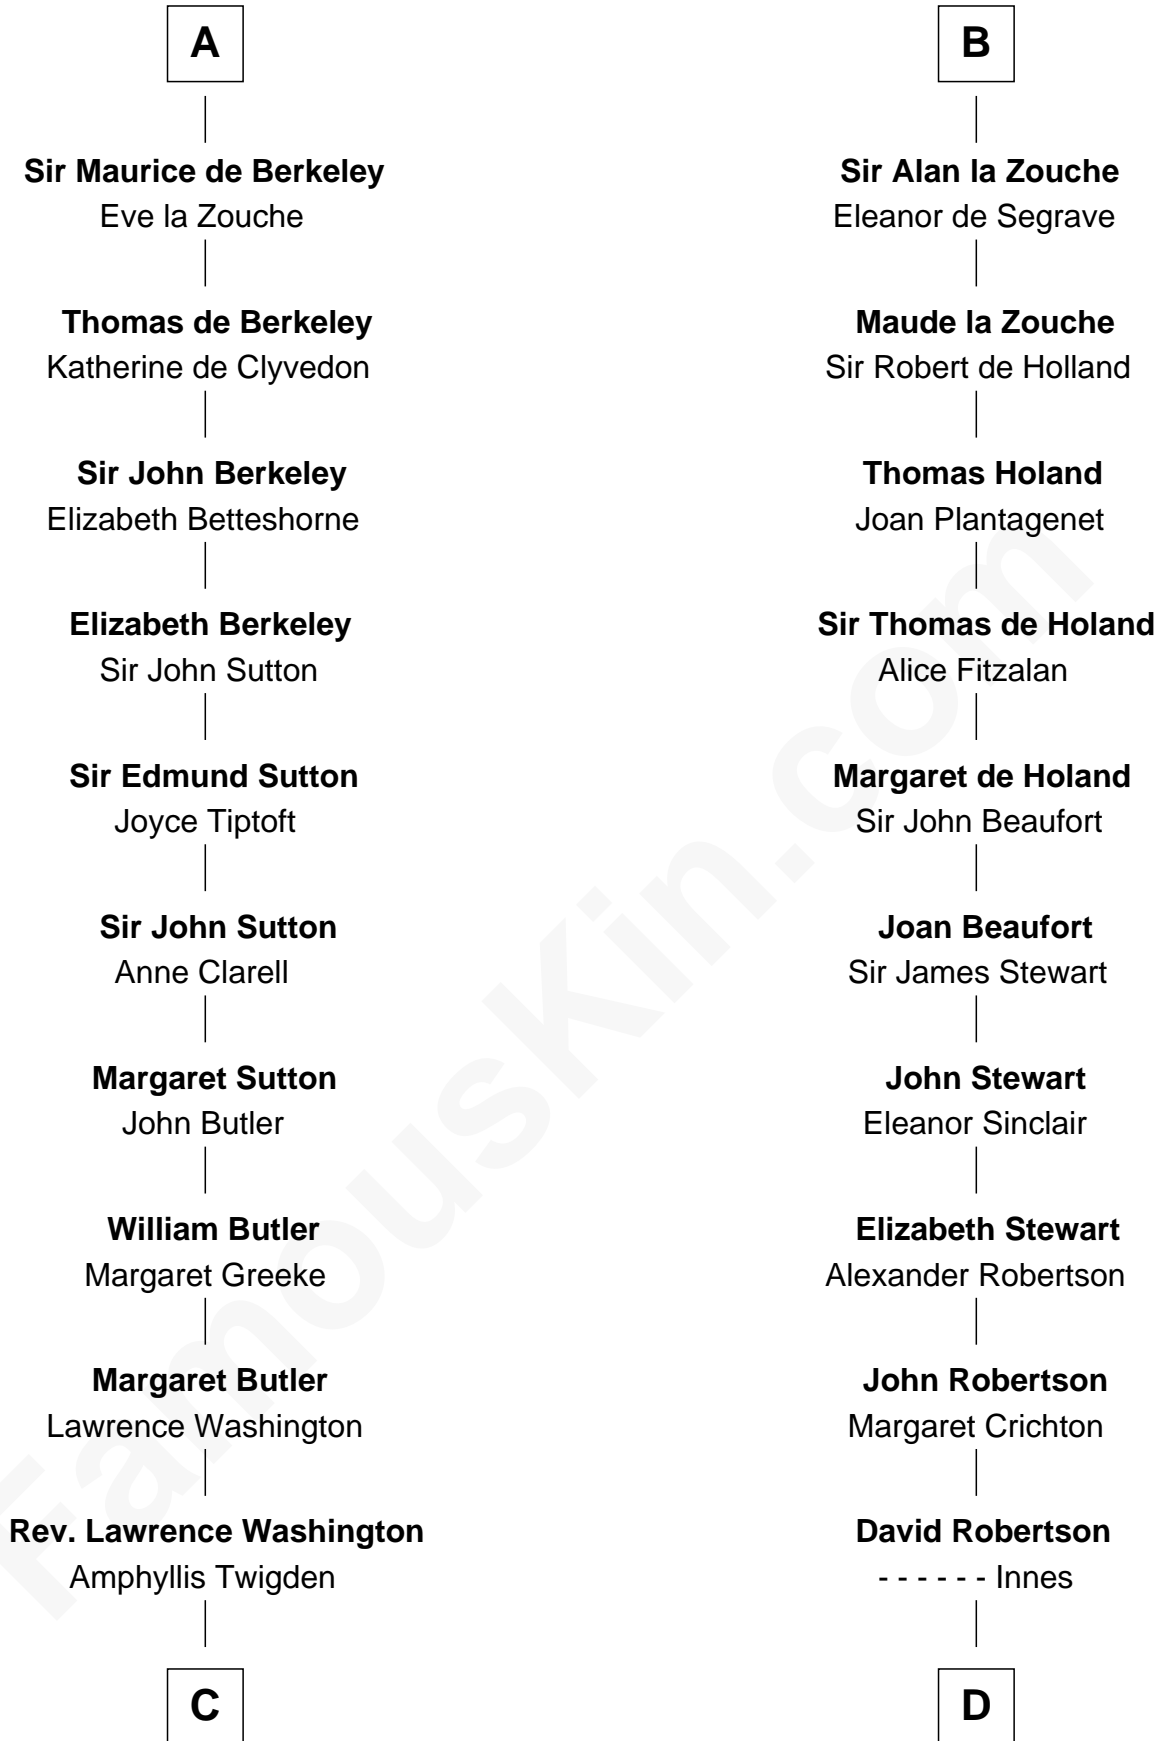 A
Sir Maurice de Berkeley
Eve la Zouche
Thomas de Berkeley
Katherine de Clyvedon
Sir John Berkeley
Elizabeth Betteshorne
Elizabeth Berkeley
Sir John Sutton
Sir Edmund Sutton
Joyce Tiptoft
Sir John Sutton
Anne Clarell
Margaret Sutton
John Butler
William Butler
Margaret Greeke
Margaret Butler
Lawrence Washington
Rev. Lawrence Washington
Amphyllis Twigden
C
B
Sir Alan la Zouche
Eleanor de Segrave
Maude la Zouche
Sir Robert de Holland
Thomas Holand
Joan Plantagenet
Sir Thomas de Holand
Alice Fitzalan
Margaret de Holand
Sir John Beaufort
Joan Beaufort
Sir James Stewart
John Stewart
Eleanor Sinclair
Elizabeth Stewart
Alexander Robertson
John Robertson
Margaret Crichton
David Robertson
- - - - - - Innes
D
FamousKin.com